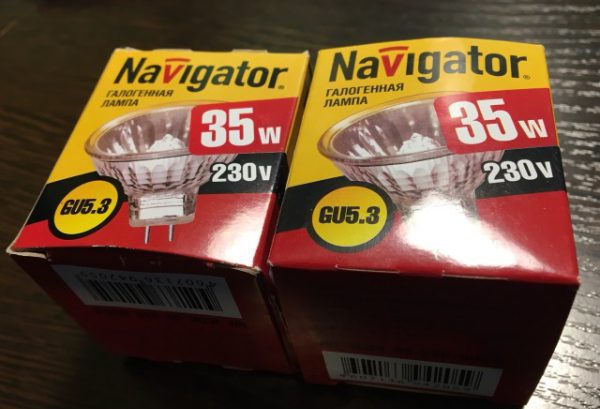 Navigator®
ГАЛОГЕННАЯ
ЛАМПА
35W
230V
GU5.3
Navigator®
ГАЛОГЕННАЯ
ЛАМПА
35W
230V
GU5.3